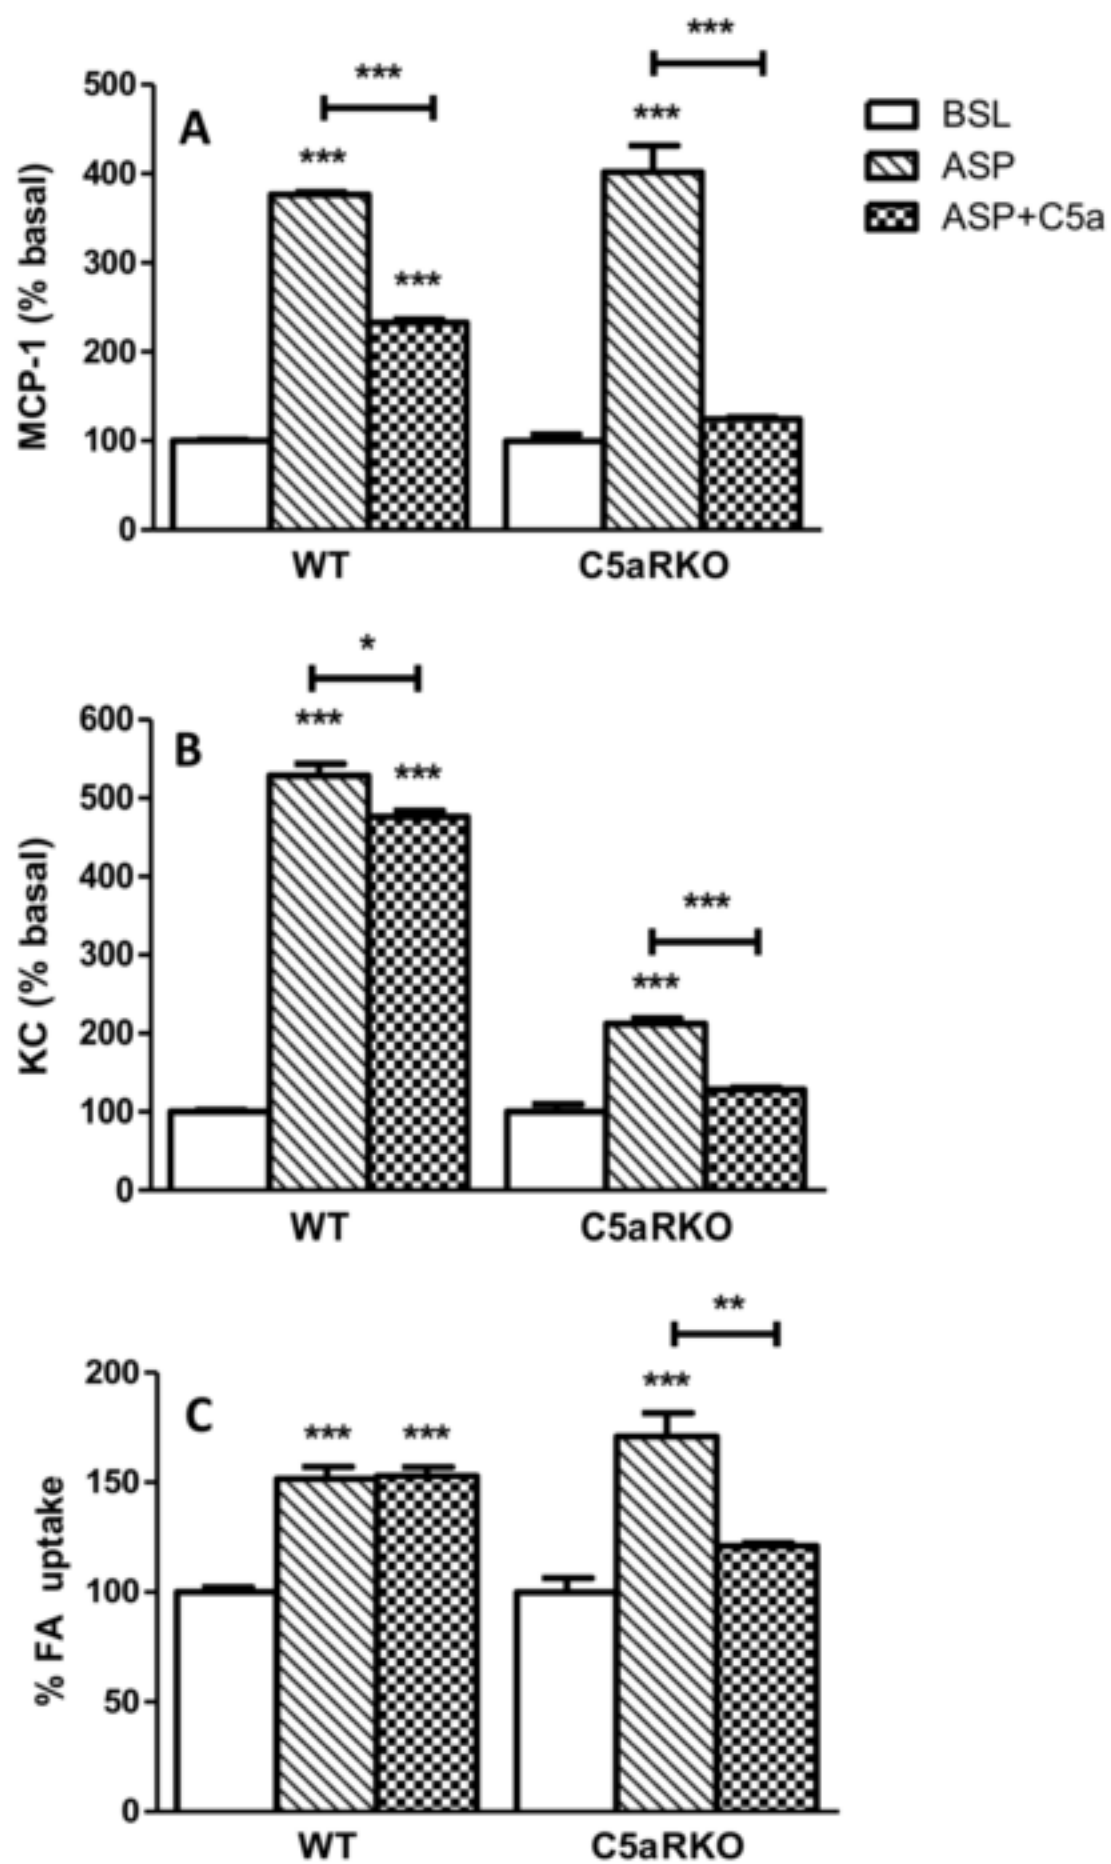 ***
***
500
A
***
***
BSL
400
ASP
300
***
ASP+C5a
200
100
0
MCP-1 (% basal)
WT
C5aRKO
*
600
***
B
***
500
400
***
300
***
200
100
0
KC (% basal)
WT
C5aRKO
**
200
***
C
***
***
150
100
50
0
% FA uptake
WT
C5aRKO